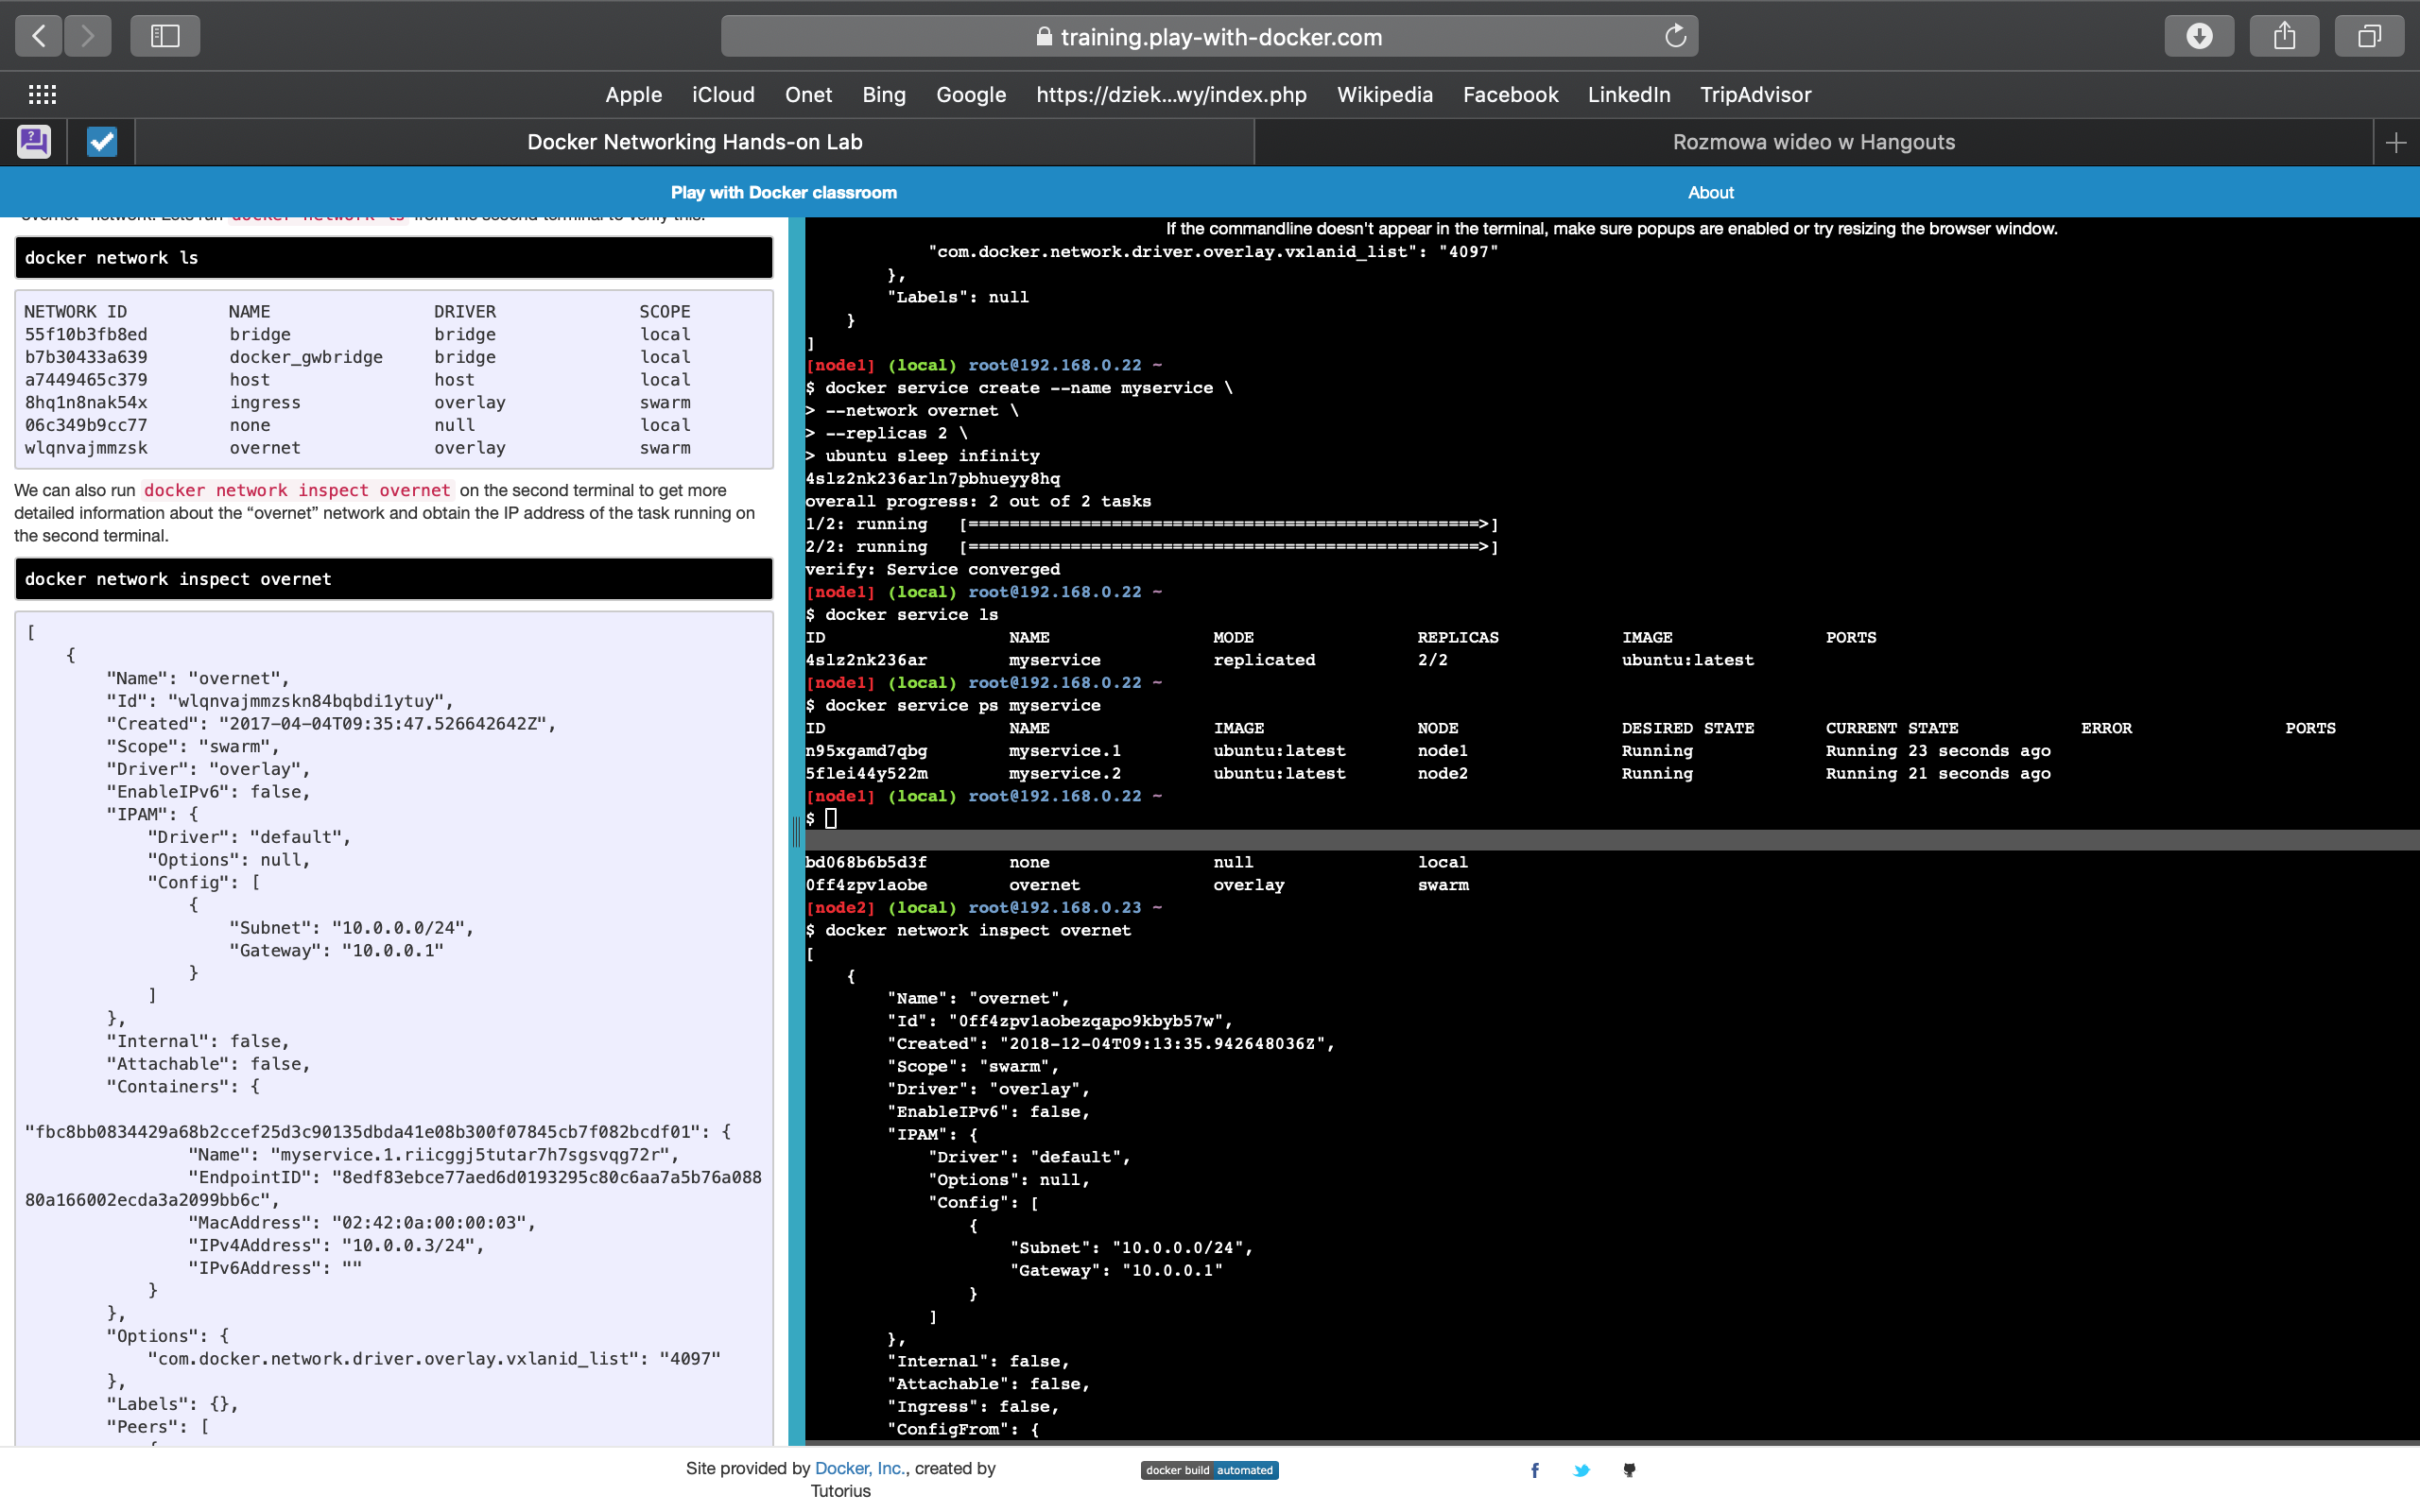 training.play-with-docker.com
Apple iCloud Onet Bing Google https://dziek...wy/index.php Wikipedia Facebook LinkedIn TripAdvisor
Docker Networking Hands-on Lab
Rozmowa wideo w Hangouts
Play with Docker classroom
About
"overnet" network. Lets run docker network ls from the second terminal to verify this.
docker network ls
NETWORK ID NAME DRIVER SCOPE
55f10b3fb8ed bridge bridge local
b7b30433a639 docker_gwbridge bridge local
a7449465c379 host host local
8hq1n8nak54x ingress overlay swarm
06c349b9cc77 none null local
wlqnvajmmzsk overnet overlay swarm
We can also run docker network inspect overnet on the second terminal to get more
detailed information about the “overnet” network and obtain the IP address of the task running on
the second terminal.
docker network inspect overnet
[
{
"Name": "overnet",
"Id": "wlqnvajmmzskn84bqbdi1ytuy",
"Created": "2017-04-04T09:35:47.526642642Z",
"Scope": "swarm",
"Driver": "overlay",
"EnableIPv6": false,
"IPAM": {
"Driver": "default",
"Options": null,
"Config": [
{
"Subnet": "10.0.0.0/24",
"Gateway": "10.0.0.1"
}
]
},
"Internal": false,
"Attachable": false,
"Containers": {
"fbc8bb0834429a68b2ccef25d3c90135dbda41e08b300f07845cb7f082bcdf01": {
"Name": "myservice.1.riicggj5tutar7h7sgsvqg72r",
"EndpointID": "8edf83ebce77aed6d0193295c80c6aa7a5b76a088
80a166002ecda3a2099bb6c",
"MacAddress": "02:42:0a:00:00:03",
"IPv4Address": "10.0.0.3/24",
"IPv6Address": ""
}
},
"Options": {
"com.docker.network.driver.overlay.vxlanid_list": "4097"
},
"Labels": {},
"Peers": [
{
If the commandline doesn't appear in the terminal, make sure popups are enabled or try resizing the browser window.
"com.docker.network.driver.overlay.vxlanid_list": "4097"
},
"Labels": null
}
]
[node1] (local) root@192.168.0.22 ~
$ docker service create --name myservice \
> --network overnet \
> --replicas 2 \
> ubuntu sleep infinity
4slz2nk236arln7pbhueyy8hq
overall progress: 2 out of 2 tasks
1/2: running [==================================================>]
2/2: running [==================================================>]
verify: Service converged
[node1] (local) root@192.168.0.22 ~
$ docker service ls
ID NAME MODE REPLICAS IMAGE PORTS
4slz2nk236ar myservice replicated 2/2 ubuntu:latest
[node1] (local) root@192.168.0.22 ~
$ docker service ps myservice
ID NAME IMAGE NODE DESIRED STATE CURRENT STATE ERROR PORTS
n95xgamd7qbg myservice.1 ubuntu:latest node1 Running Running 23 seconds ago
5flei44y522m myservice.2 ubuntu:latest node2 Running Running 21 seconds ago
[node1] (local) root@192.168.0.22 ~
$
bd068b6b5d3f none null local
0ff4zpv1aobe overnet overlay swarm
[node2] (local) root@192.168.0.23 ~
$ docker network inspect overnet
[
{
"Name": "overnet",
"Id": "0ff4zpv1aobezqapo9kbyb57w",
"Created": "2018-12-04T09:13:35.942648036Z",
"Scope": "swarm",
"Driver": "overlay",
"EnableIPv6": false,
"IPAM": {
"Driver": "default",
"Options": null,
"Config": [
{
"Subnet": "10.0.0.0/24",
"Gateway": "10.0.0.1"
}
]
},
"Internal": false,
"Attachable": false,
"Ingress": false,
"ConfigFrom": {
Site provided by Docker, Inc., created by
Tutorius
docker build automated